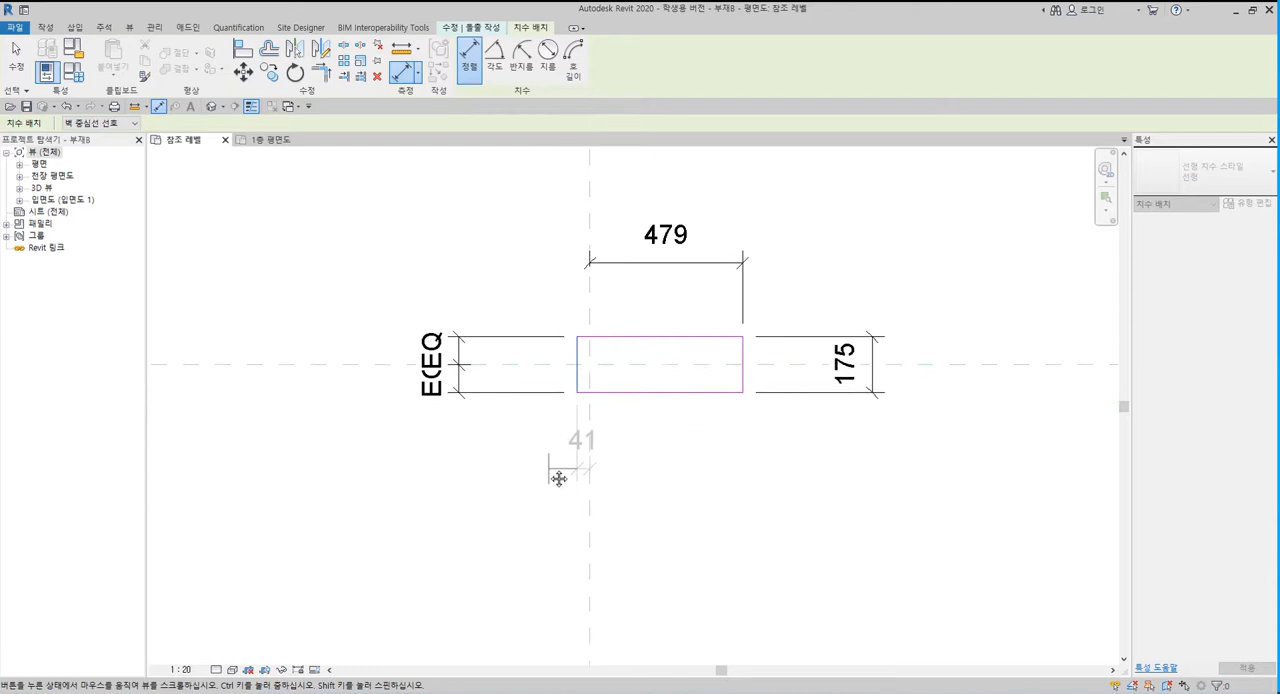 Autodesk Revit 2020 - 학생용 버전 - 부재B - 평면도: 참조 레벨
로그인
파일 작성 삽입 주석 뷰 관리 애드인 Quantification Site Designer BIM Interoperability Tools 수정 | 돌출 작성 치수 배치
수정
붙여넣기
절단
결합
정렬 각도 반지름 지름 호 길이
선택 특성 클립보드 형상 수정 측정 작성 치수
치수 배치 벽 중심선 선호
프로젝트 탐색기 - 부재B
참조 레벨 1층 평면도
특성
뷰 (전체)
평면
천장 평면도
3D 뷰
입면도 (입면도 1)
시트 (전체)
패밀리
그룹
Revit 링크
선형 치수 스타일
선형
치수 배치 유형 편집
479
175
41
1 : 20
특성 도움말 적용
버튼을 누른 상태에서 마우스를 움직여 뷰를 스크롤하십시오. Ctrl 키를 눌러 줌하십시오. Shift 키를 눌러 스핀하십시오.
:0